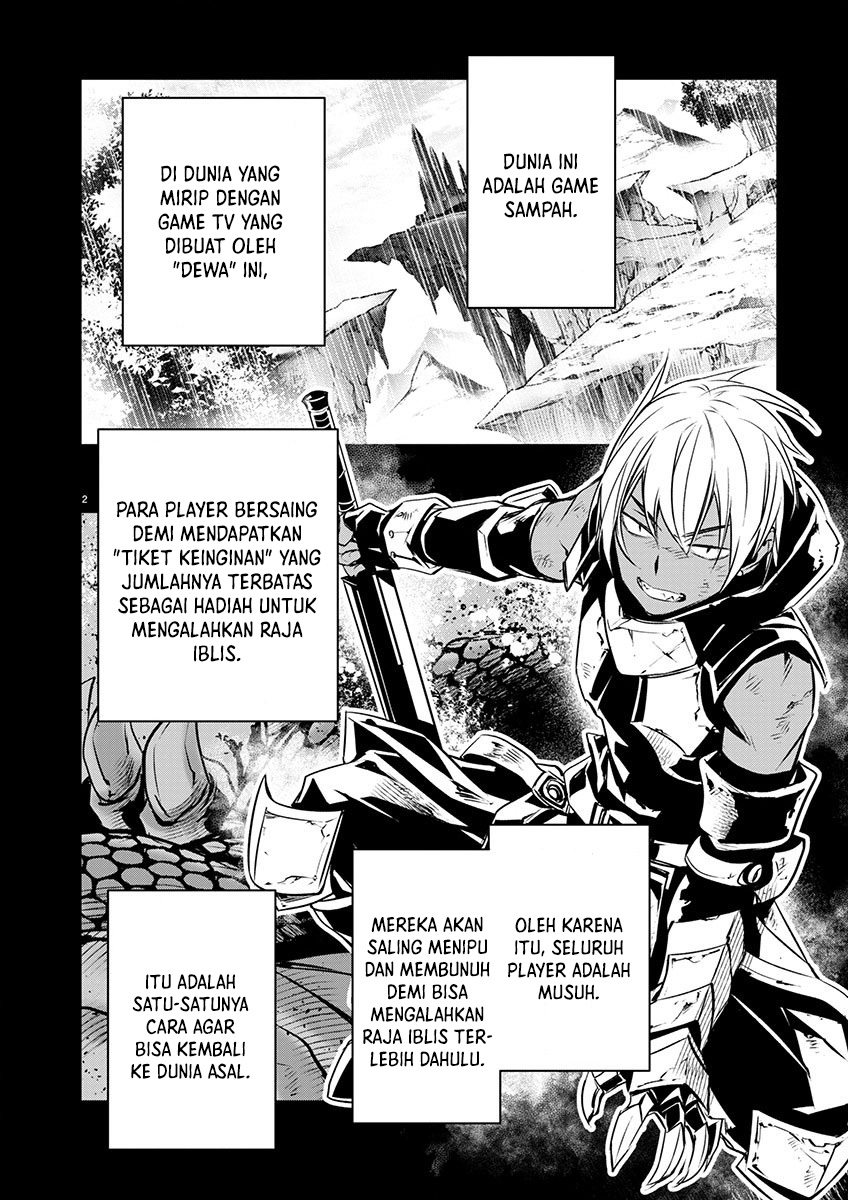 DUNIA INI
ADALAH GAME
SAMPAH.
DI DUNIA YANG
MIRIP DENGAN
GAME TV YANG
DIBUAT OLEH
"DEWA" INI,
2
PARA PLAYER BERSAING
DEMI MENDAPATKAN
"TIKET KEINGINAN" YANG
JUMLAHNYA TERBATAS
SEBAGAI HADIAH UNTUK
MENGALAHKAN RAJA
IBLIS.
OLEH KARENA
ITU, SELURUH
PLAYER ADALAH
MUSUH.
MEREKA AKAN
SALING MENIPU
DAN MEMBUNUH
DEMI BISA
MENGALAHKAN
RAJA IBLIS TER-
LEBIH DAHULU.
ITU ADALAH
SATU-SATUNYA
CARA AGAR
BISA KEMBALI
KE DUNIA ASAL.